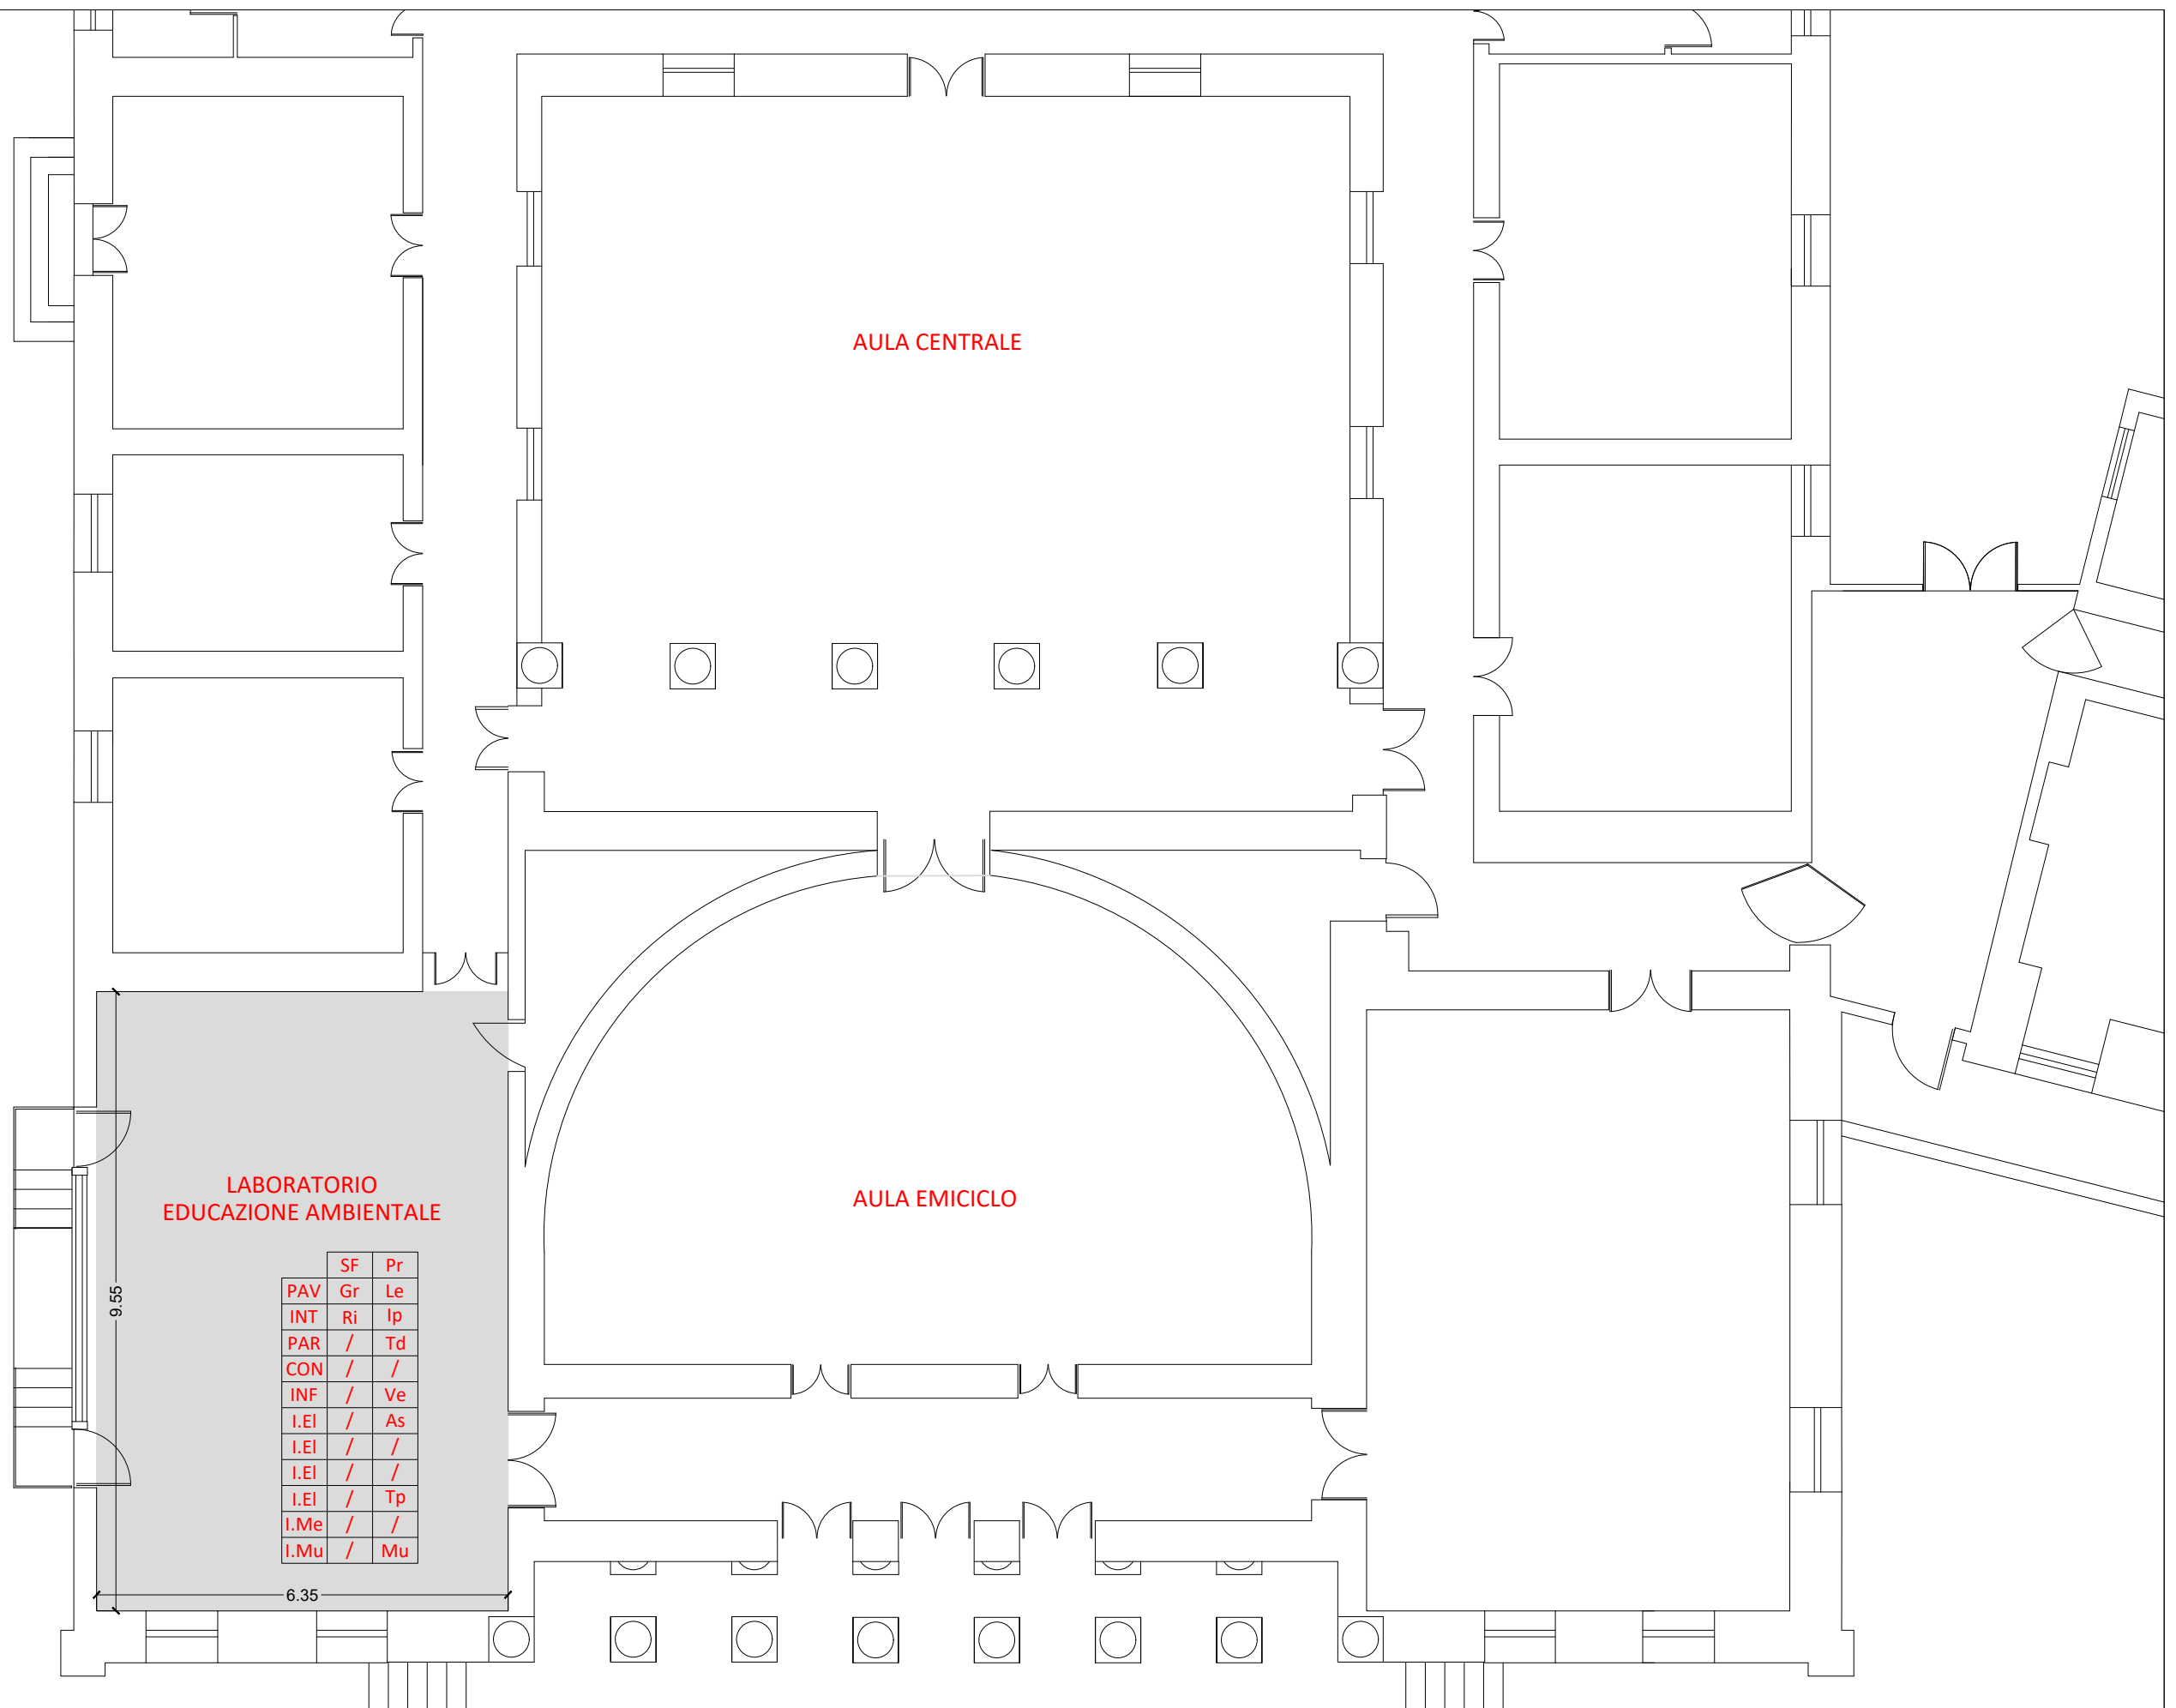 AULA CENTRALE
LABORATORIO
EDUCAZIONE AMBIENTALE
AULA EMICICLO
SF Pr
PAV Gr Le
INT Ri Ip
PAR / Td
CON / /
INF / Ve
I.El / As
I.El / /
I.El / /
I.El / Tp
I.Me / /
I.Mu / Mu
9.55
6.35